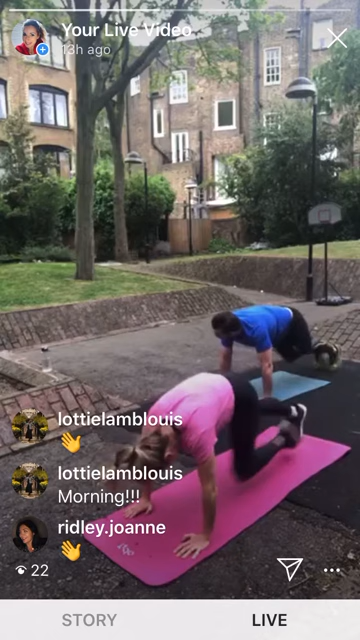 Your Live Video
13h ago
lottielamblouis
👋
lottielamblouis
Morning!!!
ridley.joanne
👋
22
STORY
LIVE